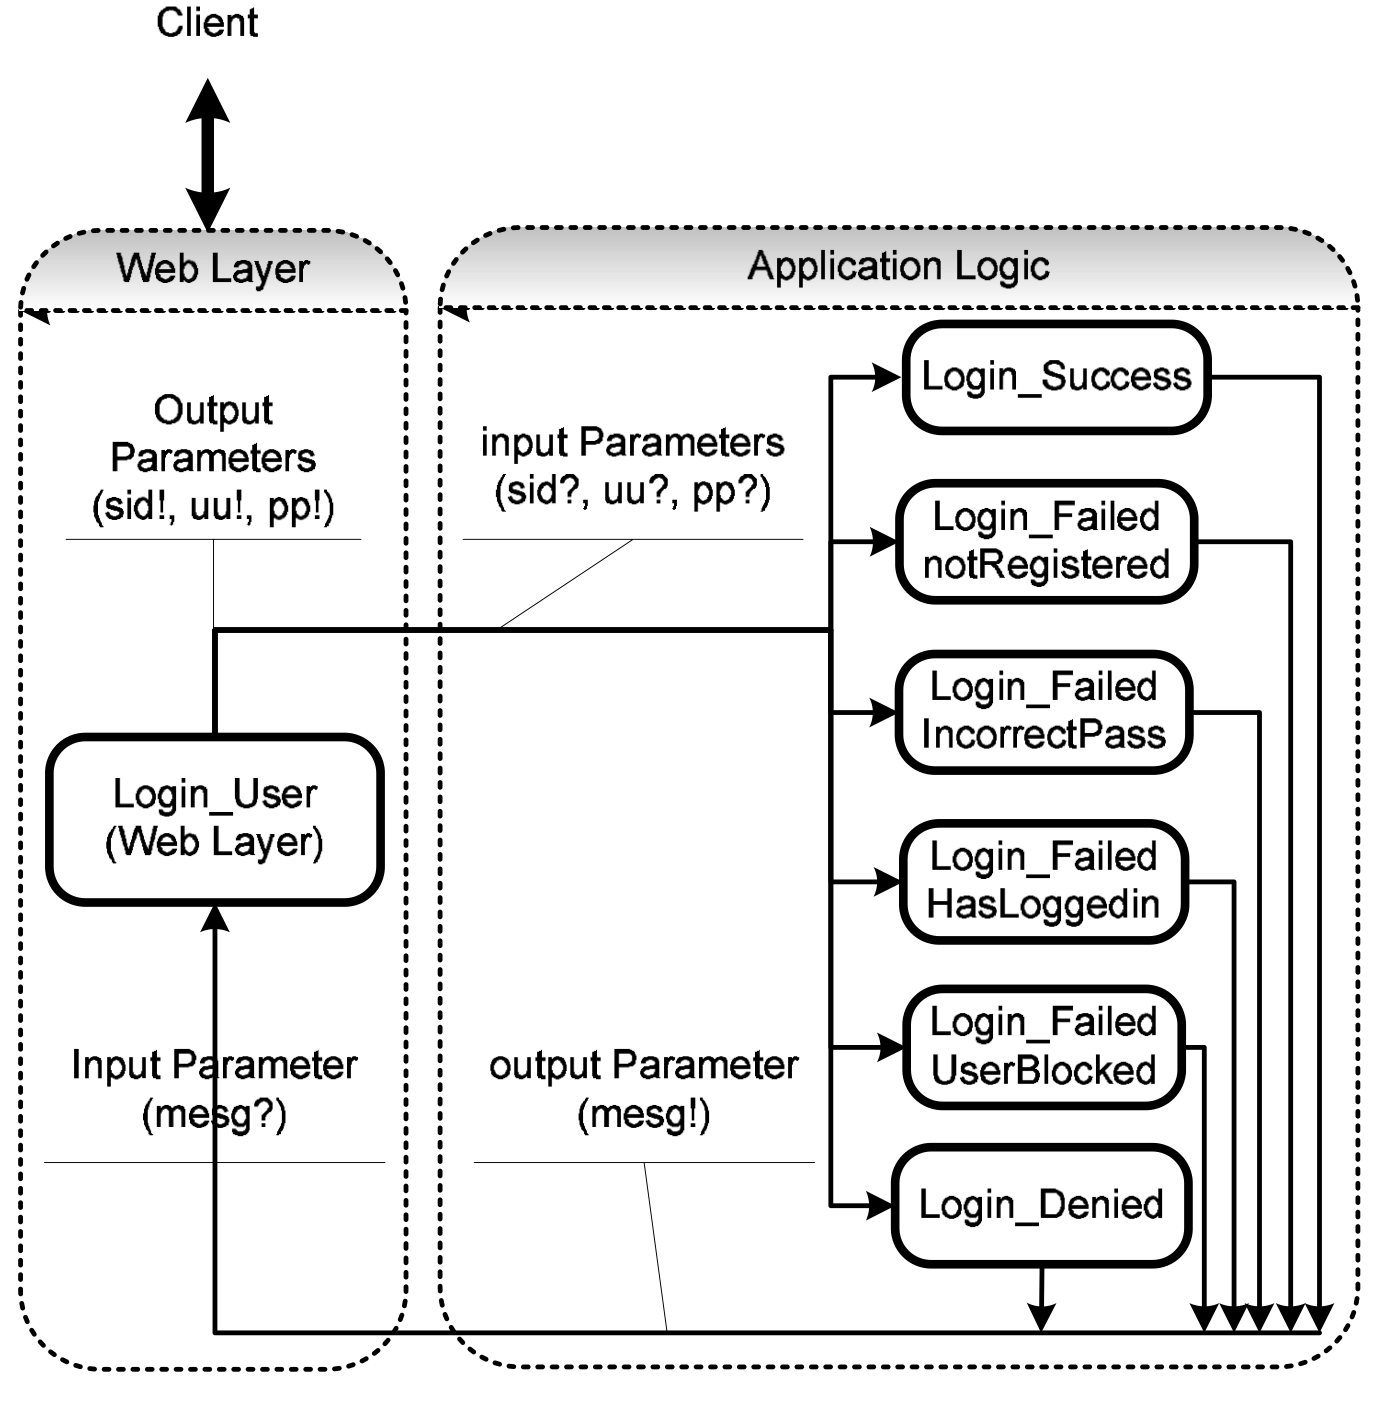 Client
Web Layer
Application Logic
Output
Parameters
(sid!, uu!, pp!)
input Parameters
(sid?, uu?, pp?)
Login_Success
Login_Failed
notRegistered
Login_Failed
IncorrectPass
Login_User
(Web Layer)
Login_Failed
HasLoggedin
Login_Failed
UserBlocked
Input Parameter
(mesg?)
output Parameter
(mesg!)
Login_Denied